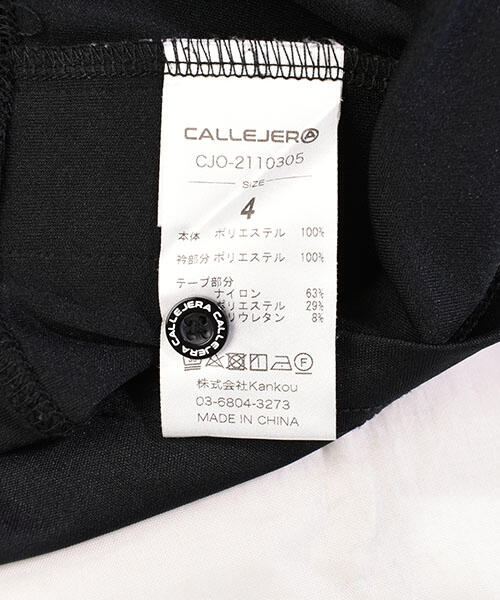 CALLEJERA
CJO-2110305
SIZE
4
本体 ポリエステル 100%
衿部分 ポリエステル 100%
テープ部分
ナイロン 63%
ポリエステル 29%
リウレタン 8%
CALLEJERA CALLEJERA
F
株式会社Kankou
03-6804-3273
MADE IN CHINA